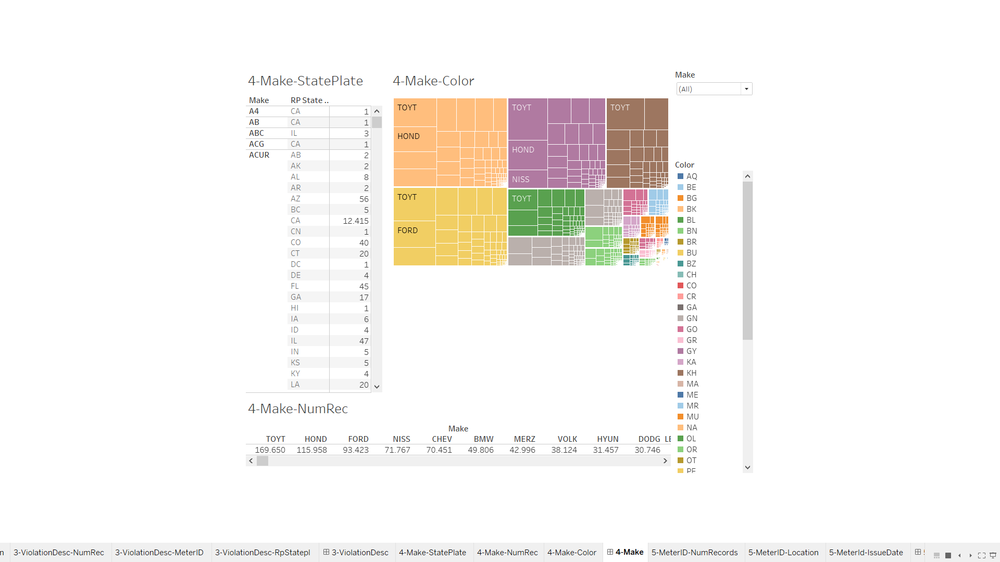 4-Make-StatePlate
Make RP State ..
A4 CA 1
AB CA 1
ABC IL 3
ACG CA 1
ACUR AB 2
AK 2
AL 8
AR 2
AZ 56
BC 5
CA 12.415
CN 1
CO 40
CT 20
DC 1
DE 4
FL 45
GA 17
HI 1
IA 6
ID 4
IL 47
IN 5
KS 5
KY 4
LA 20
4-Make-Color
TOYT TOYT TOYT
HOND HOND
NISS
TOYT TOYT
FORD
Make
(All)
Color
AQ
BE
BG
BK
BL
BN
BR
BU
BZ
CH
CO
CR
GA
GN
GO
GR
GY
KA
KH
MA
ME
MR
MU
NA
OL
OR
OT
PE
4-Make-NumRec
Make
TOYT HOND FORD NISS CHEV BMW MERZ VOLK HYUN DODG LE
169.650 115.958 93.423 71.767 70.451 49.806 42.996 38.124 31.457 30.746
n 3-ViolationDesc-NumRec 3-ViolationDesc-MeterID 3-ViolationDesc-RpStatepl 3-ViolationDesc 4-Make-StatePlate 4-Make-NumRec 4-Make-Color 4-Make 5-MeterID-NumRecords 5-MeterID-Location 5-MeterId-IssueDate